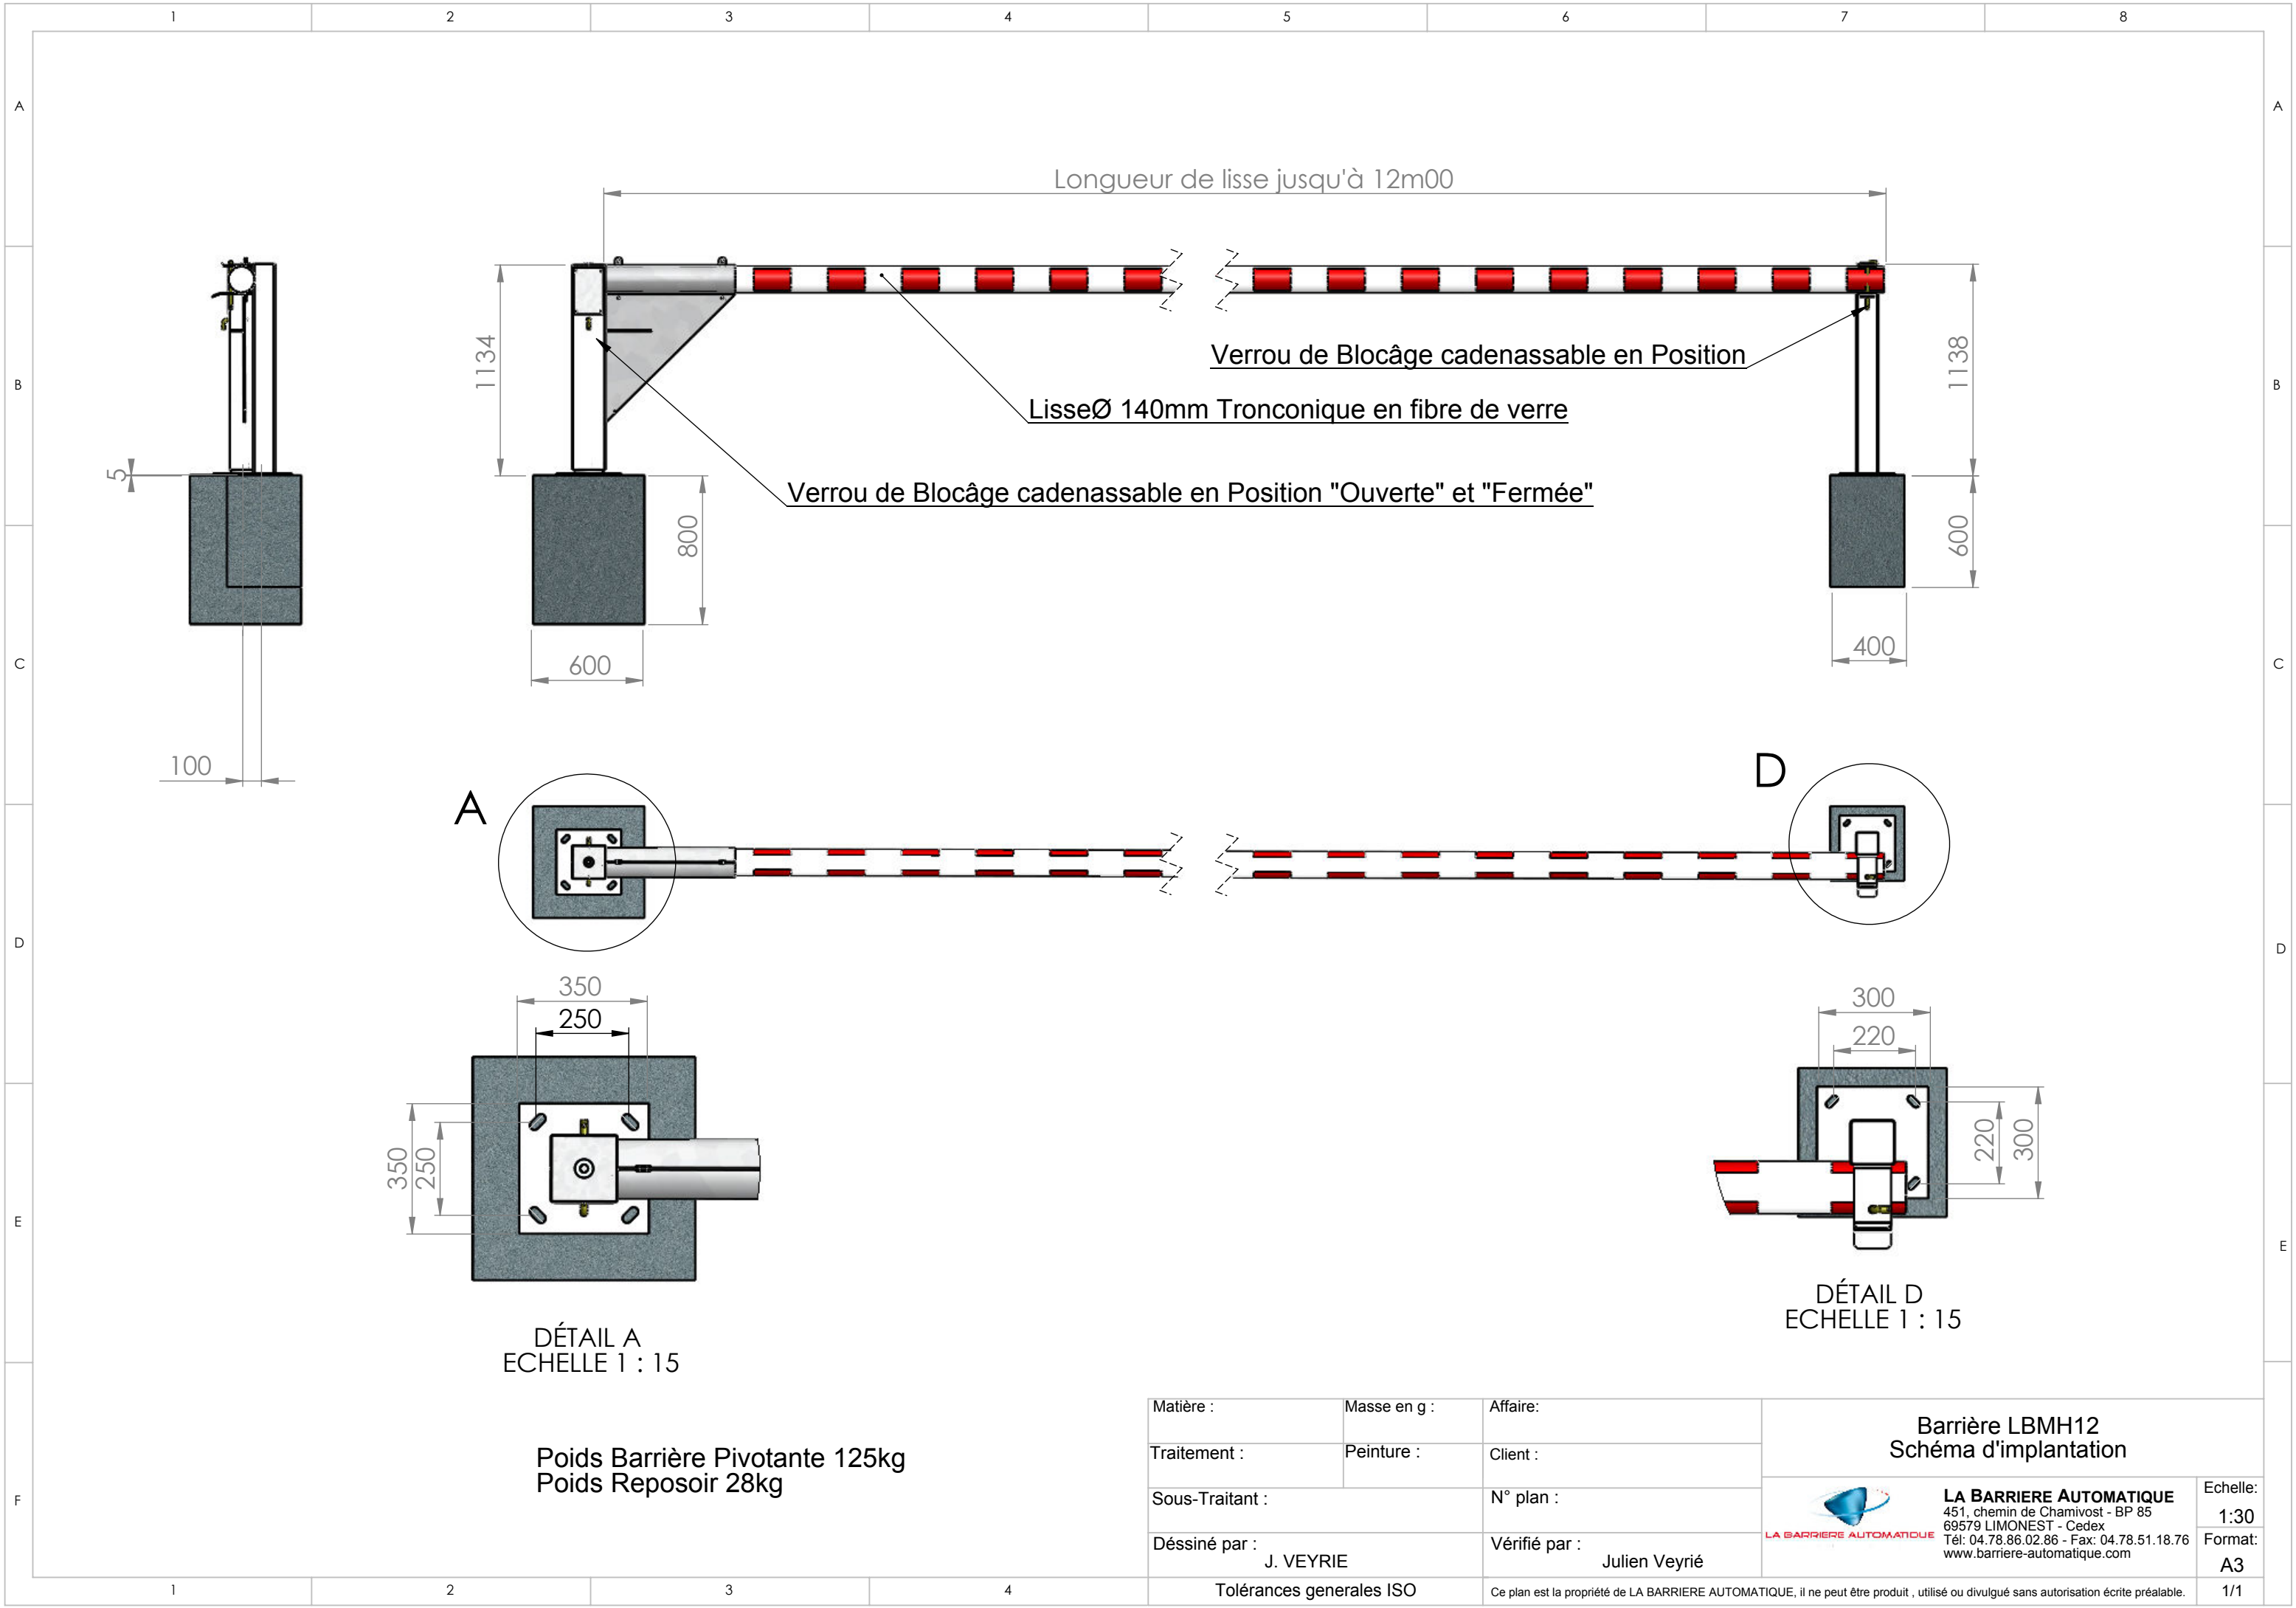 1 2 3 4 5 6 7 8
A A
Longueur de lisse jusqu'à 12m00
B B
1134
1138
Verrou de Blocâge cadenassable en Position
LisseØ 140mm Tronconique en fibre de verre
5
Verrou de Blocâge cadenassable en Position "Ouverte" et "Fermée"
800
600
600
400
C C
100
A
D
D D
350
250
350
250
300
220
220
300
E E
DÉTAIL A
ECHELLE 1 : 15
DÉTAIL D
ECHELLE 1 : 15
Poids Barrière Pivotante 125kg
Poids Reposoir 28kg
F
Matière :
Masse en g :
Affaire:
Traitement :
Peinture :
Client :
Sous-Traitant :
N° plan :
Déssiné par :
J. VEYRIE
Vérifié par :
Julien Veyrié
Tolérances generales ISO
Barrière LBMH12
Schéma d'implantation
LA BARRIERE AUTOMATIQUE
LA BARRIERE AUTOMATIQUE
451, chemin de Chamivost - BP 85
69579 LIMONEST - Cedex
Tél: 04.78.86.02.86 - Fax: 04.78.51.18.76
www.barriere-automatique.com
Echelle:
1:30
Format:
A3
Ce plan est la propriété de LA BARRIERE AUTOMATIQUE, il ne peut être produit , utilisé ou divulgué sans autorisation écrite préalable.
1/1
1 2 3 4